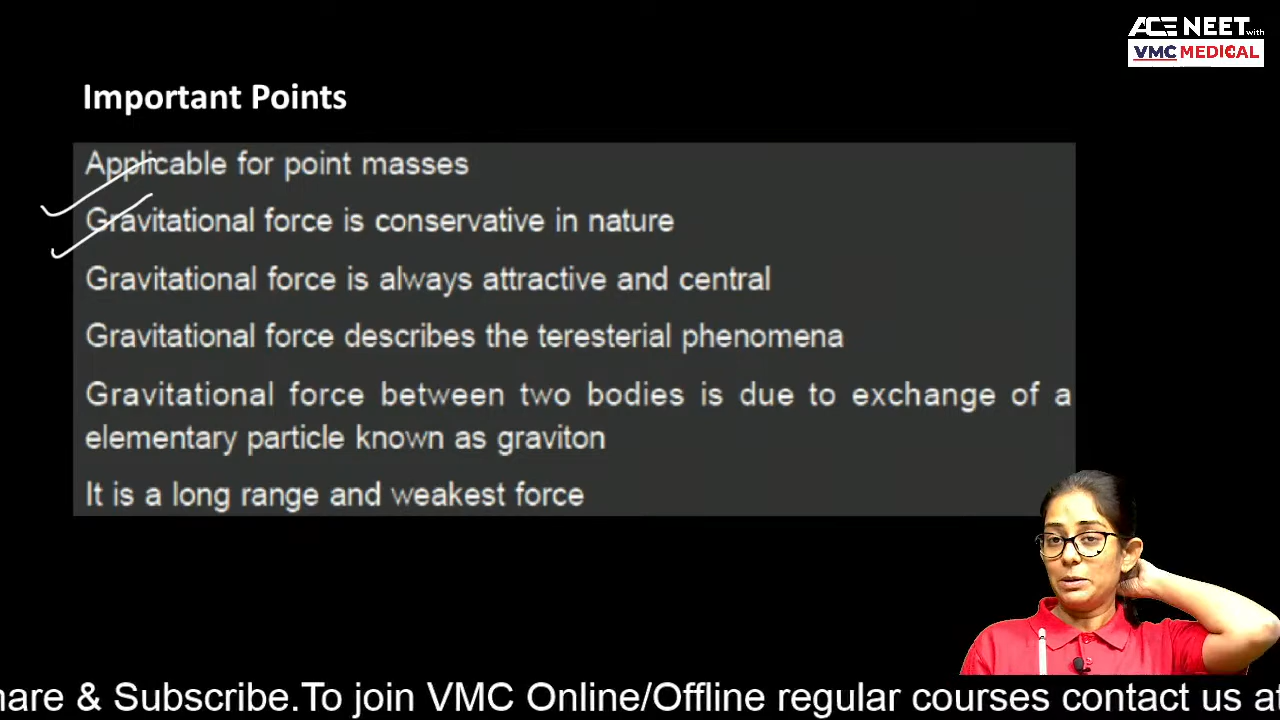 ACE NEET with
VMC MEDICAL
Important Points
Applicable for point masses
Gravitational force is conservative in nature
Gravitational force is always attractive and central
Gravitational force describes the teresterial phenomena
Gravitational force between two bodies is due to exchange of a
elementary particle known as graviton
It is a long range and weakest force
hare & Subscribe.To join VMC Online/Offline regular courses contact us at